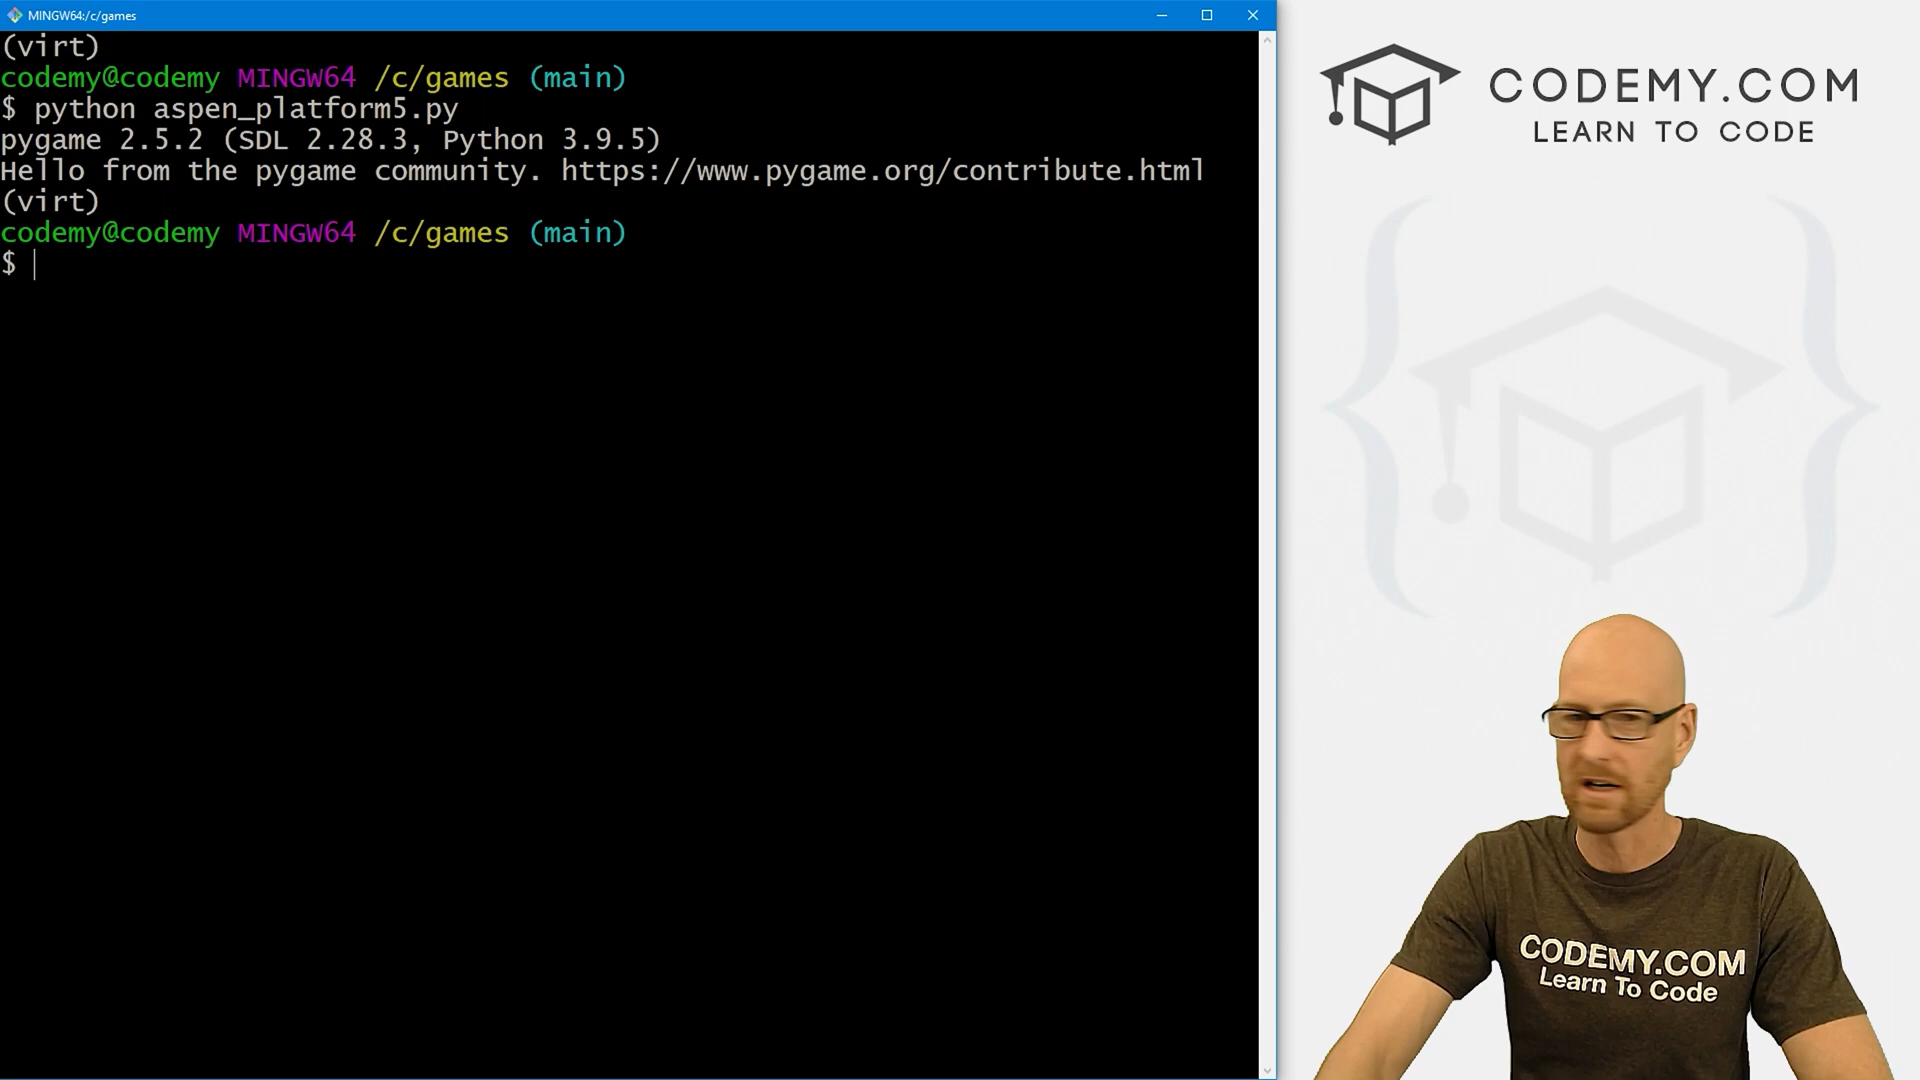 MINGW64:/c/games
(virt)
codemy@codemy MINGW64 /c/games (main)
$ python aspen_platform5.py
pygame 2.5.2 (SDL 2.28.3, Python 3.9.5)
Hello from the pygame community. https://www.pygame.org/contribute.html
(virt)
codemy@codemy MINGW64 /c/games (main)
$
CODEMY.COM
LEARN TO CODE
CODEMY.COM
Learn To Code